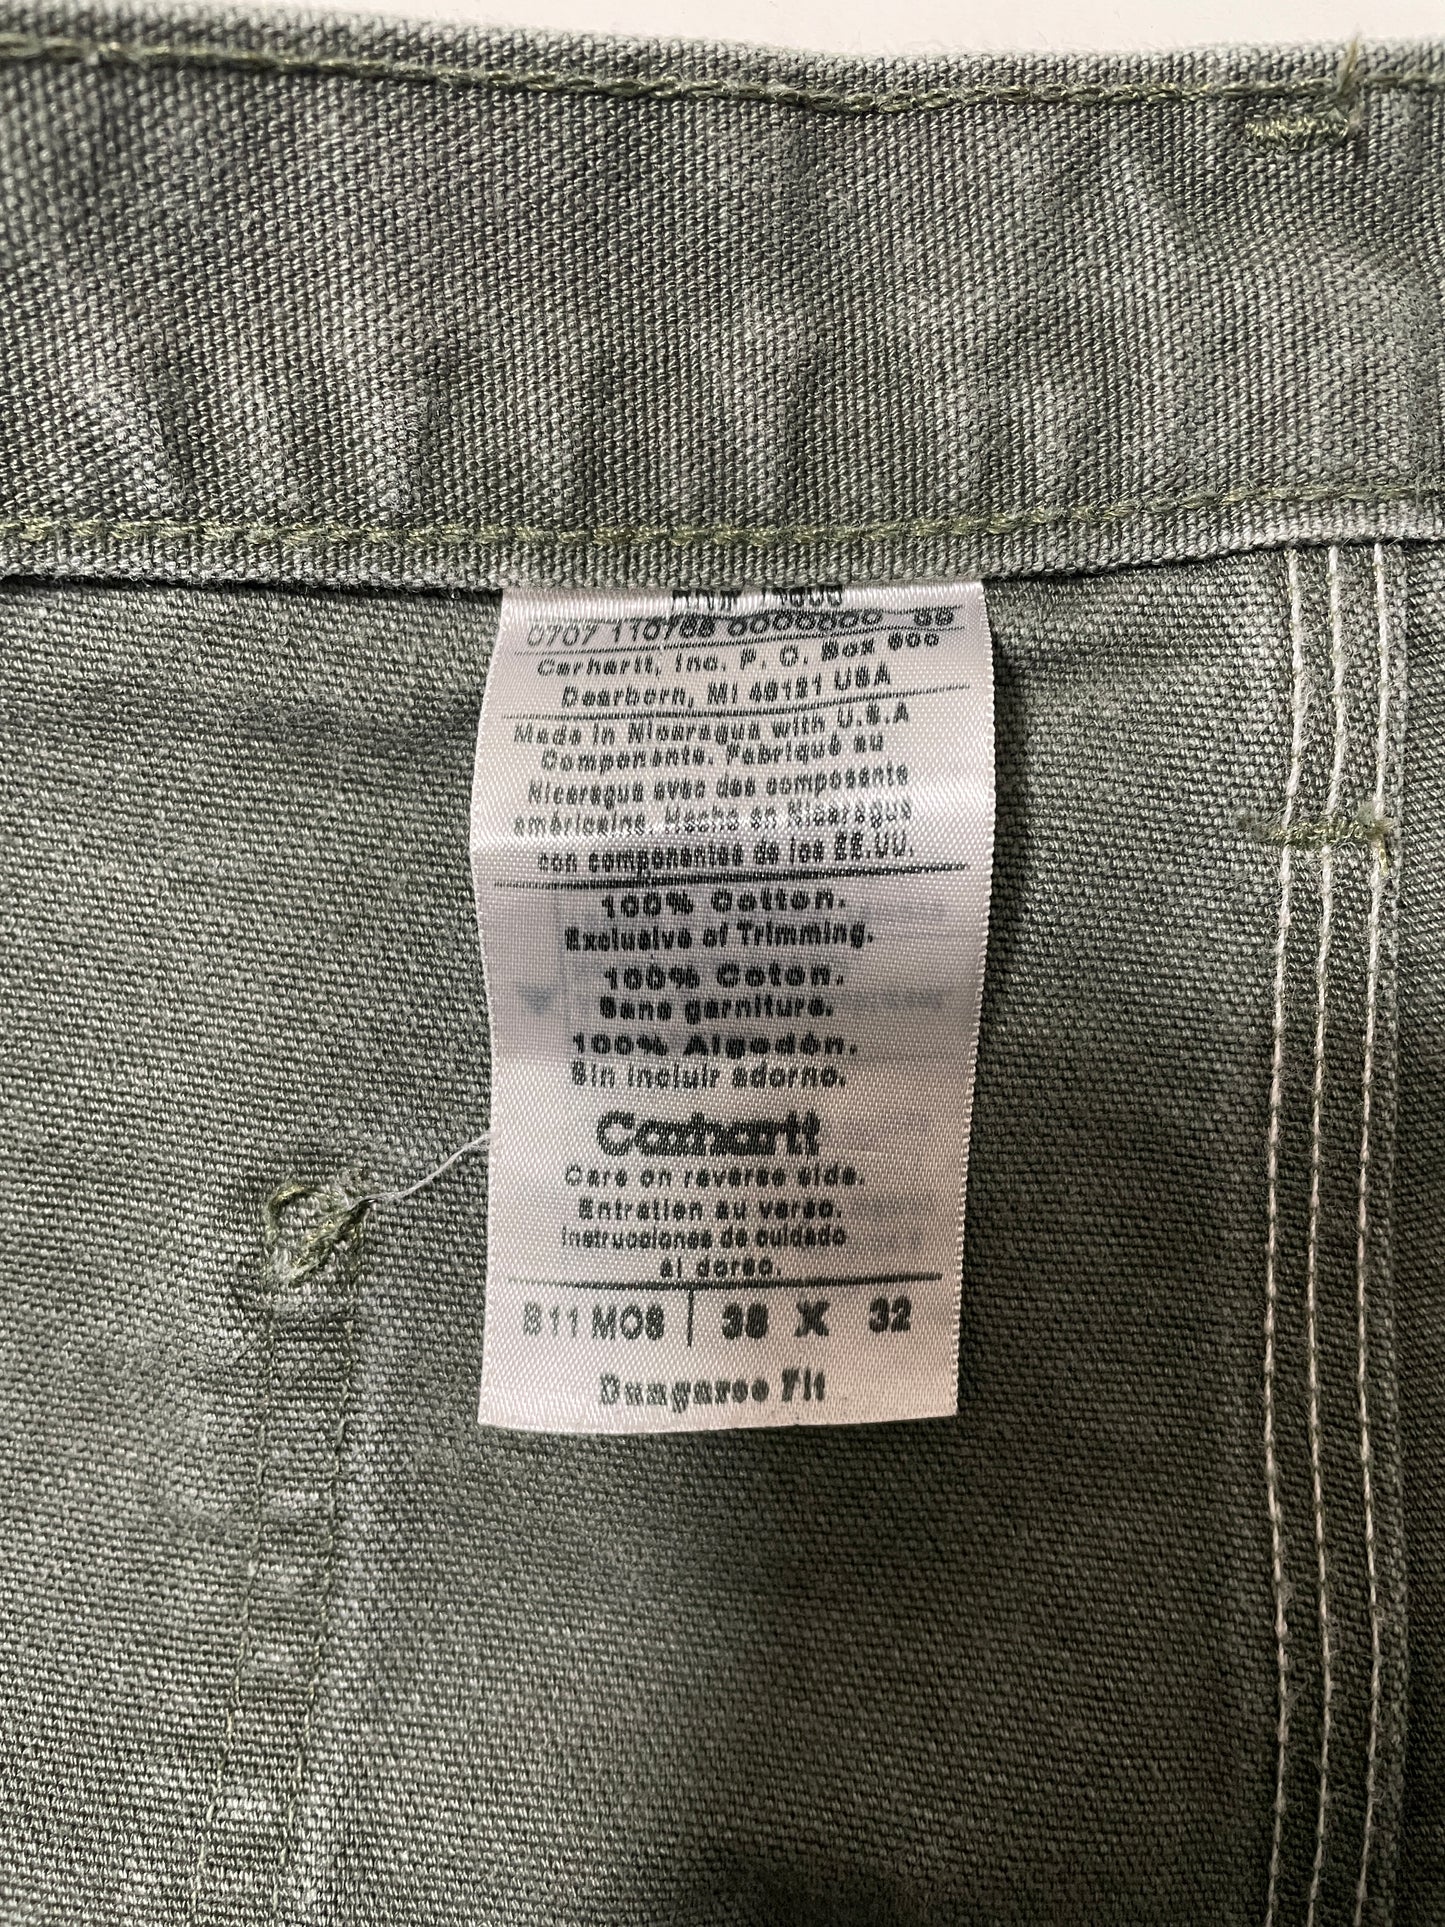 RN# 13806
0707 110788 0000000
Carhartt, Inc. P. O. Box 600
Dearborn, MI 48121 USA
Made in Nicaragua with U.S.A
Components. Fabriqué au
Nicaragua avec des composants
américains. Hecho en Nicaragua
con componentes de los EE.UU.
100% Cotton.
Exclusive of Trimming.
100% Coton.
Sans garniture.
100% Algodón.
Sin incluir adorno.
Carhartt
Care on reverse side.
Entretien au verso.
Instrucciones de cuidado
al dorso.
B11 MOS 38 X 32
Dungaree Fit